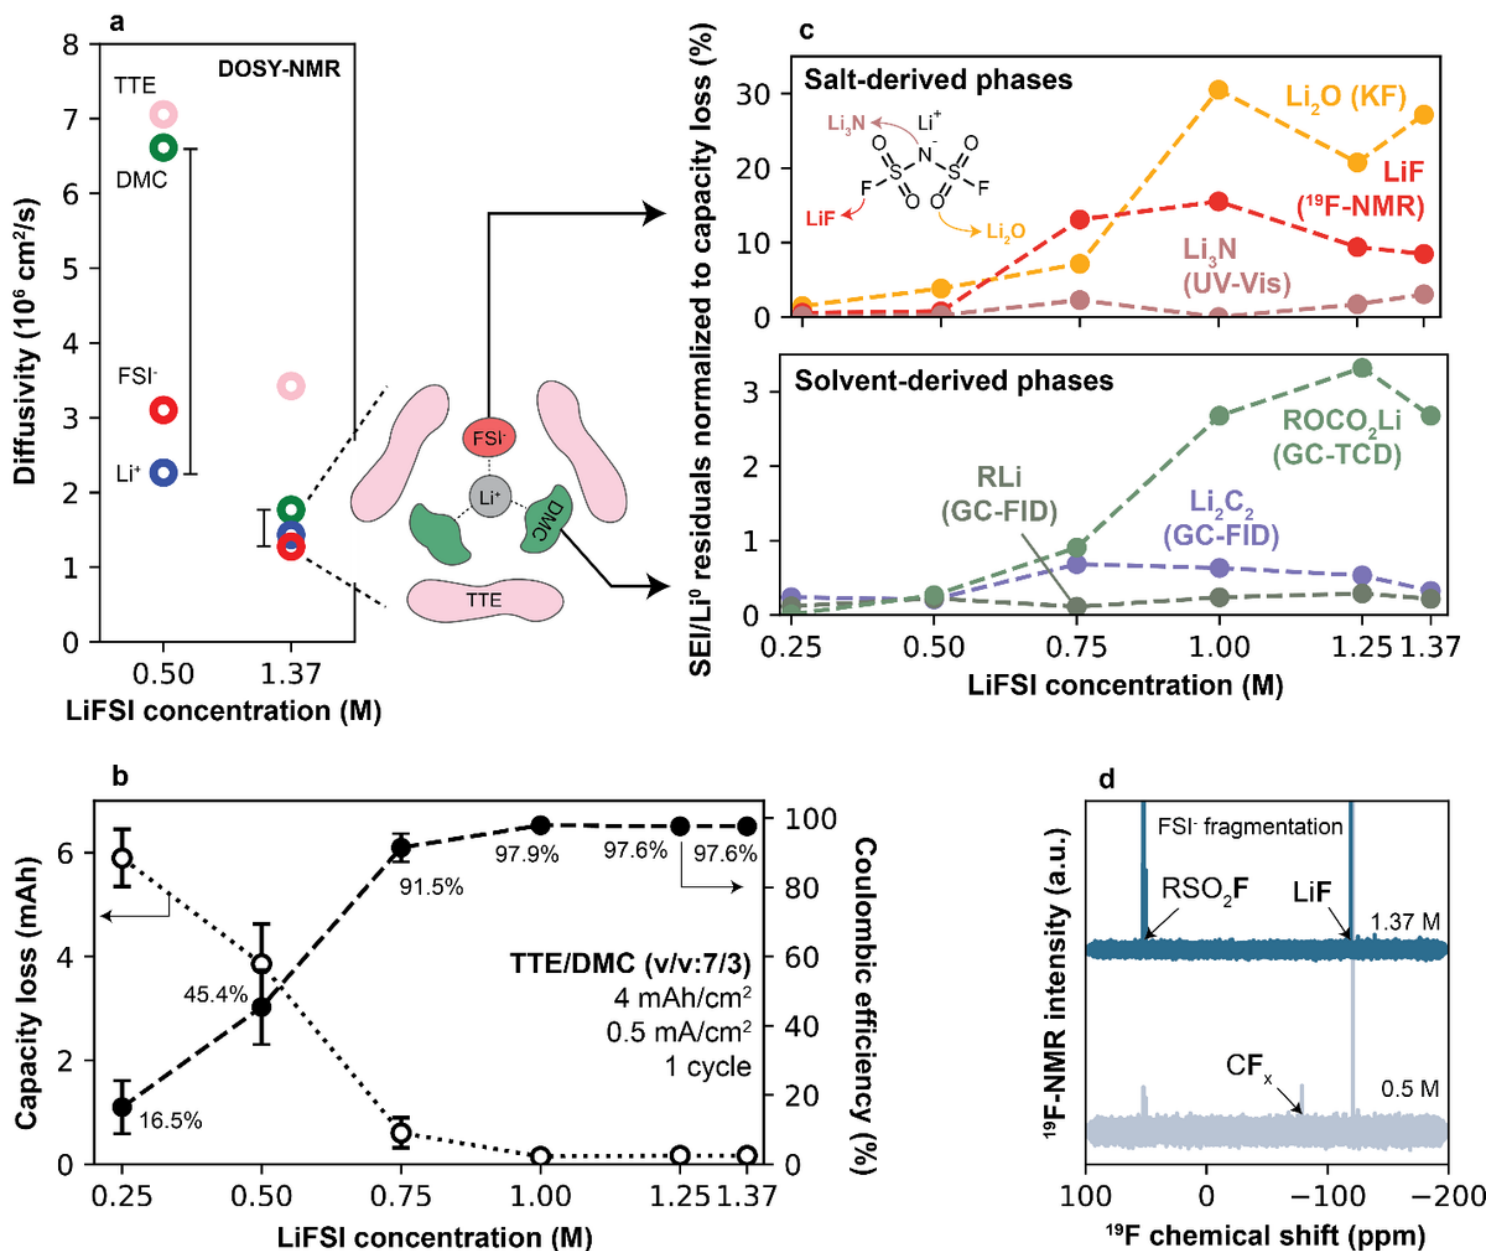 a
DOSY-NMR
TTE
DMC
FSI⁻
Li⁺
8
7
6
5
4
3
2
1
0
Diffusivity (10⁶ cm²/s)
0.50
1.37
LiFSI concentration (M)
FSI⁻
Li⁺
DMC
TTE
c
SEI/Li⁰ residuals normalized to capacity loss (%)
Salt-derived phases
Li₂O (KF)
LiF
(¹⁹F-NMR)
Li₃N
(UV-Vis)
Li₃N
Li⁺
N⁻
O
O
S
S
F
F
O
O
LiF
Li₂O
30
20
10
0
Solvent-derived phases
ROCO₂Li
(GC-TCD)
RLi
(GC-FID)
Li₂C₂
(GC-FID)
3
2
1
0
0.25
0.50
0.75
1.00
1.25
1.37
LiFSI concentration (M)
b
Capacity loss (mAh)
6
4
2
0
16.5%
45.4%
91.5%
97.9%
97.6%
97.6%
TTE/DMC (v/v:7/3)
4 mAh/cm²
0.5 mA/cm²
1 cycle
100
80
60
40
20
0
Coulombic efficiency (%)
0.25
0.50
0.75
1.00
1.25
1.37
LiFSI concentration (M)
d
¹⁹F-NMR intensity (a.u.)
FSI⁻ fragmentation
RSO₂F
LiF
1.37 M
CFₓ
0.5 M
100
0
−100
−200
¹⁹F chemical shift (ppm)